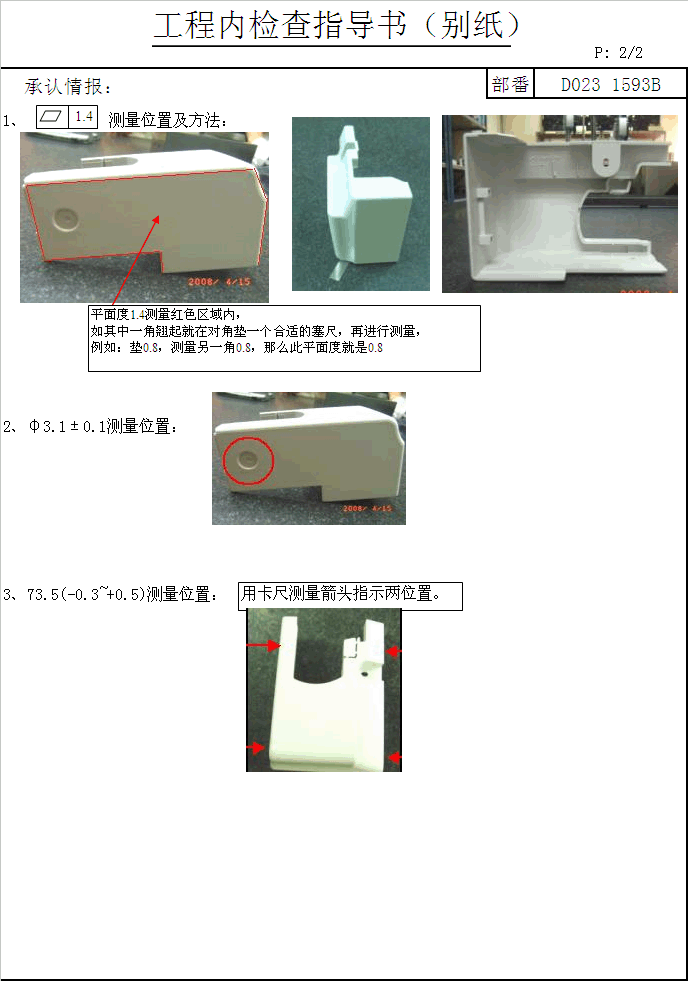 工程内检查指导书（别纸）
P: 2/2
承认情报：
部番 D023 1593B
1、 1.4 测量位置及方法：
2008/ 4/15
平面度1.4测量红色区域内，
如其中一角翘起就在对角垫一个合适的塞尺，再进行测量，
例如：垫0.8，测量另一角0.8，那么此平面度就是0.8
2、φ3.1±0.1测量位置：
2008/ 4/15
3、73.5(-0.3~+0.5)测量位置：
用卡尺测量箭头指示两位置。